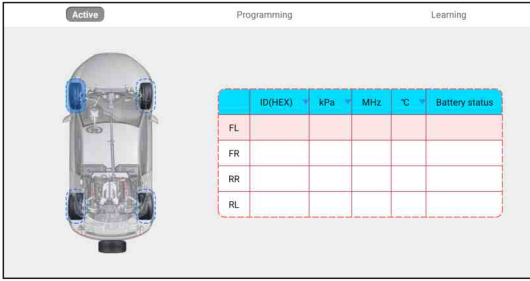 Active Programming Learning
ID(HEX) kPa MHz ℃ Battery status
FL
FR
RR
RL